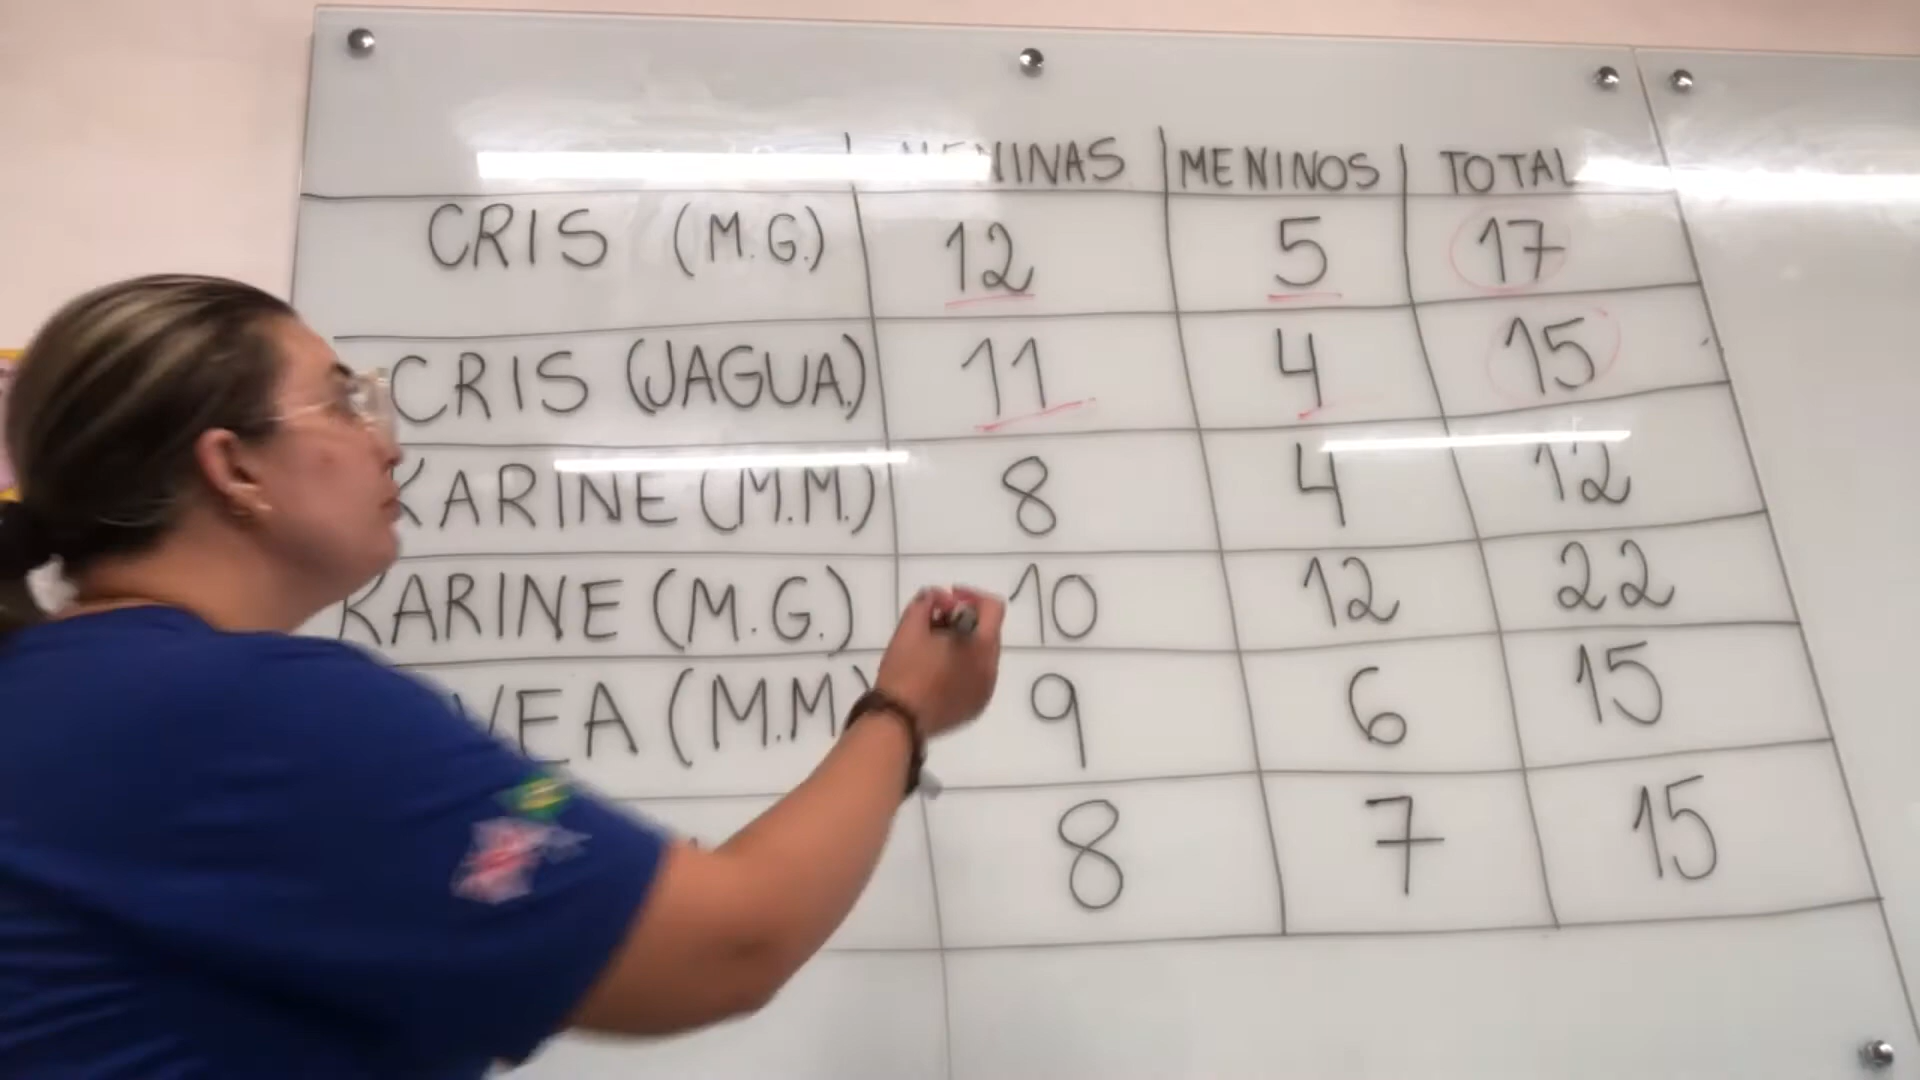 MENINAS MENINOS TOTAL
CRIS (M.G.) 12 5 17
CRIS (JAGUA.) 11 4 15
KARINE (M.M.) 8 4 12
KARINE (M.G.) 10 12 22
(M.M.) 9 6 15
8 7 15